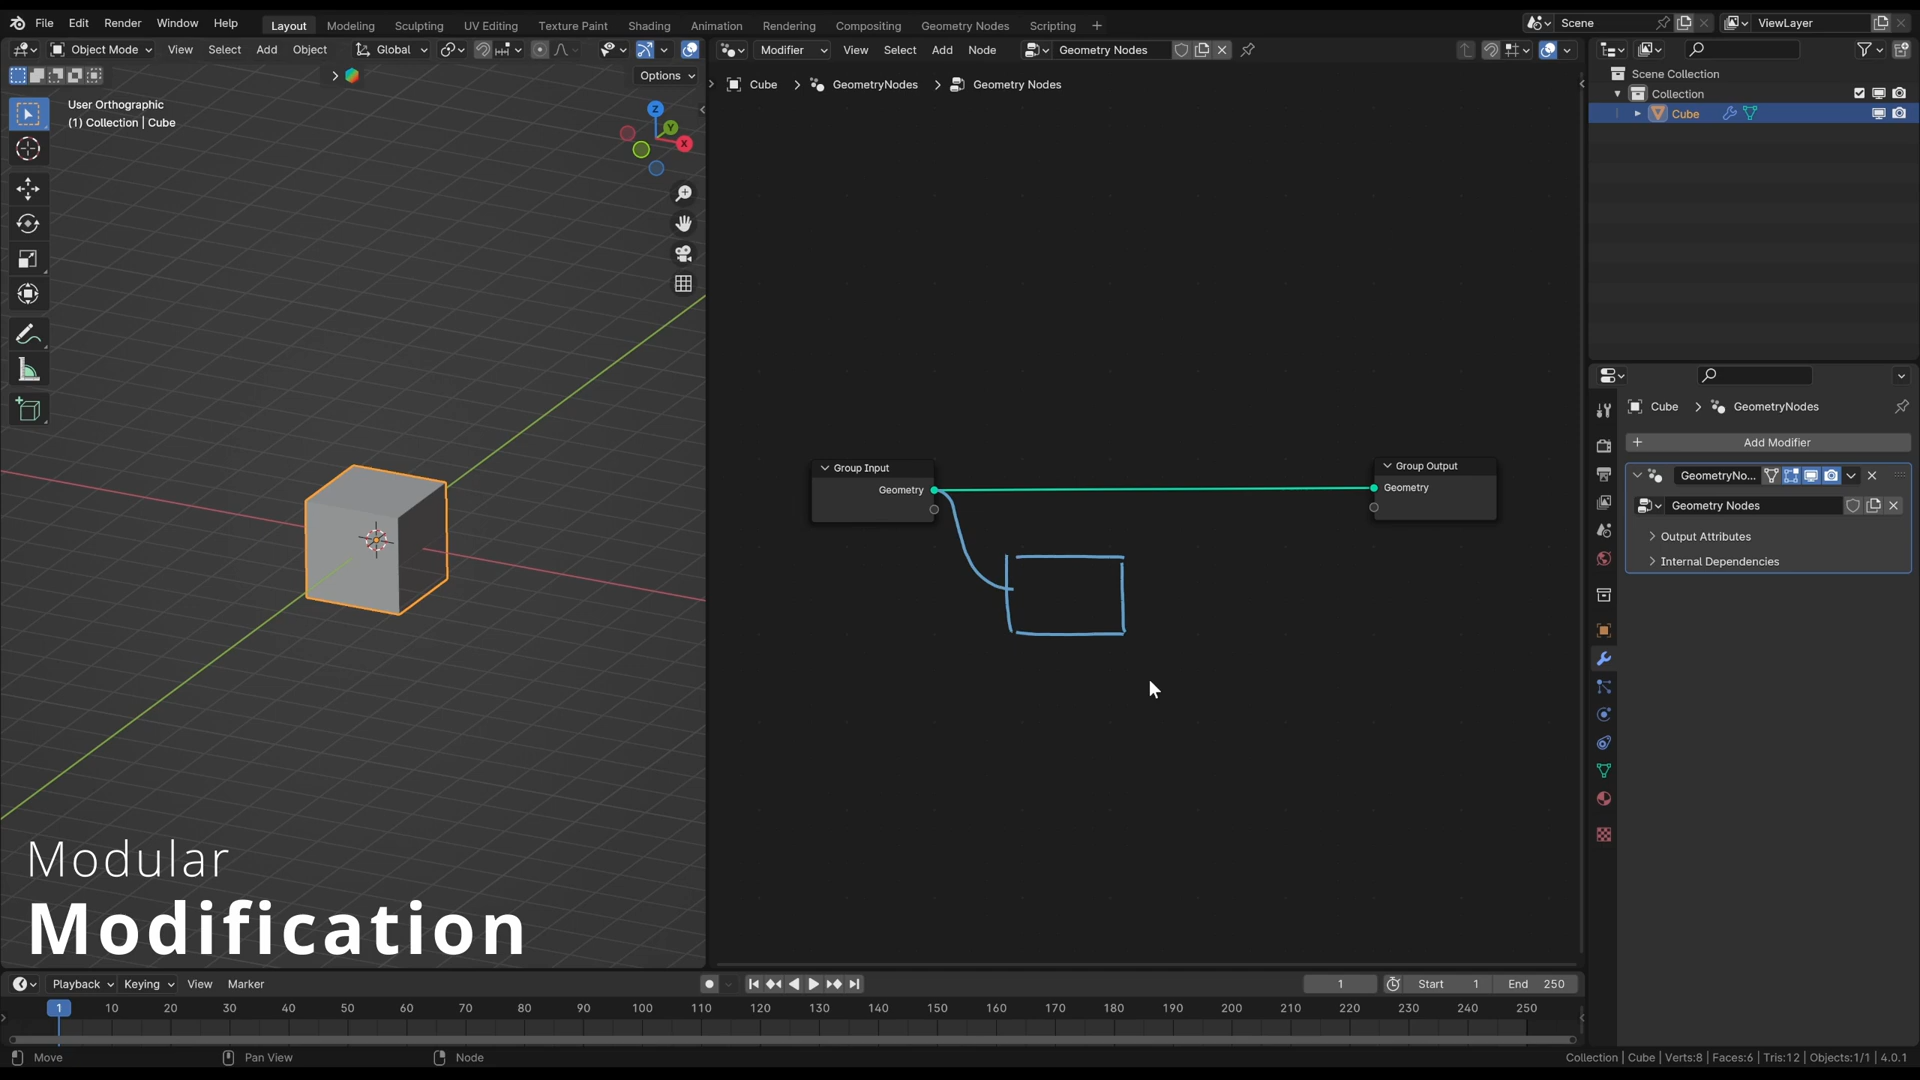 File Edit Render Window Help Layout Modeling Sculpting UV Editing Texture Paint Shading Animation Rendering Compositing Geometry Nodes Scripting Scene ViewLayer
Object Mode View Select Add Object Global
Modifier View Select Add Node Geometry Nodes
Options
User Orthographic
(1) Collection | Cube
Z
Y
X
Cube GeometryNodes Geometry Nodes
Group Input
Geometry
Group Output
Geometry
Modular
Modification
Scene Collection
Collection
Cube
Cube GeometryNodes
Add Modifier
GeometryNo...
Geometry Nodes
Output Attributes
Internal Dependencies
Playback Keying View Marker 1 Start 1 End 250
1 10 20 30 40 50 60 70 80 90 100 110 120 130 140 150 160 170 180 190 200 210 220 230 240 250
Move Pan View Node Collection | Cube | Verts:8 | Faces:6 | Tris:12 | Objects:1/1 | 4.0.1